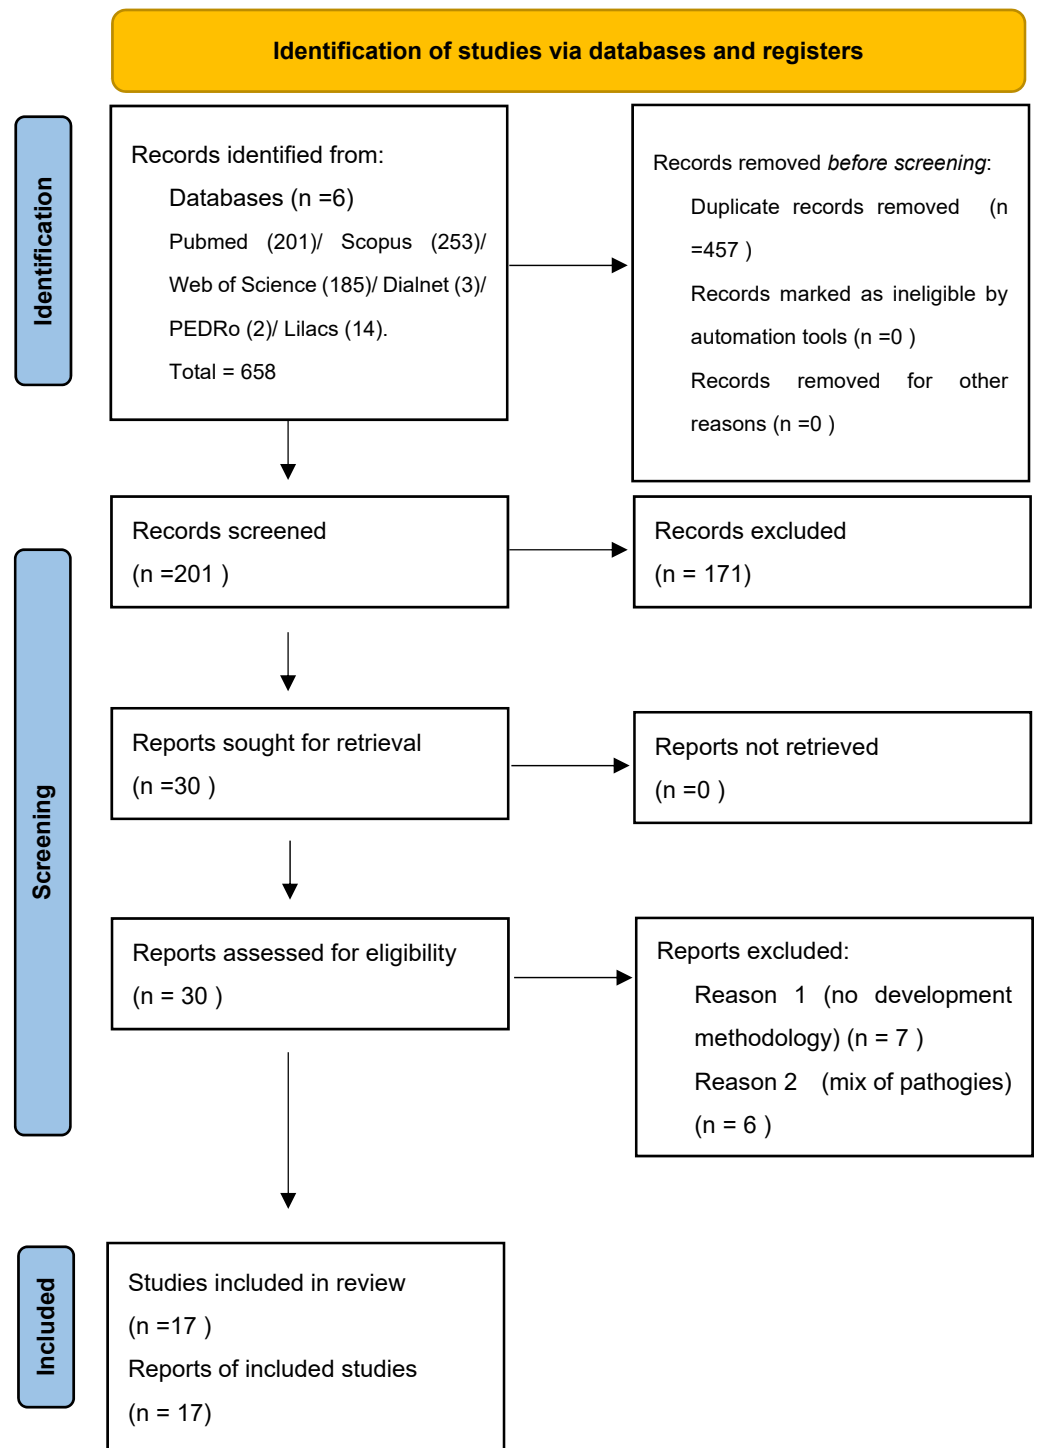 Identification of studies via databases and registers
Identification
Records identified from:
Databases (n =6)
Pubmed (201)/ Scopus (253)/
Web of Science (185)/ Dialnet (3)/
PEDRo (2)/ Lilacs (14).
Total = 658
Records removed before screening:
Duplicate records removed (n
=457 )
Records marked as ineligible by
automation tools (n =0 )
Records removed for other
reasons (n =0 )
Screening
Records screened
(n =201 )
Records excluded
(n = 171)
Reports sought for retrieval
(n =30 )
Reports not retrieved
(n =0 )
Reports assessed for eligibility
(n = 30 )
Reports excluded:
Reason 1 (no development
methodology) (n = 7 )
Reason 2 (mix of pathogies)
(n = 6 )
Included
Studies included in review
(n =17 )
Reports of included studies
(n = 17)